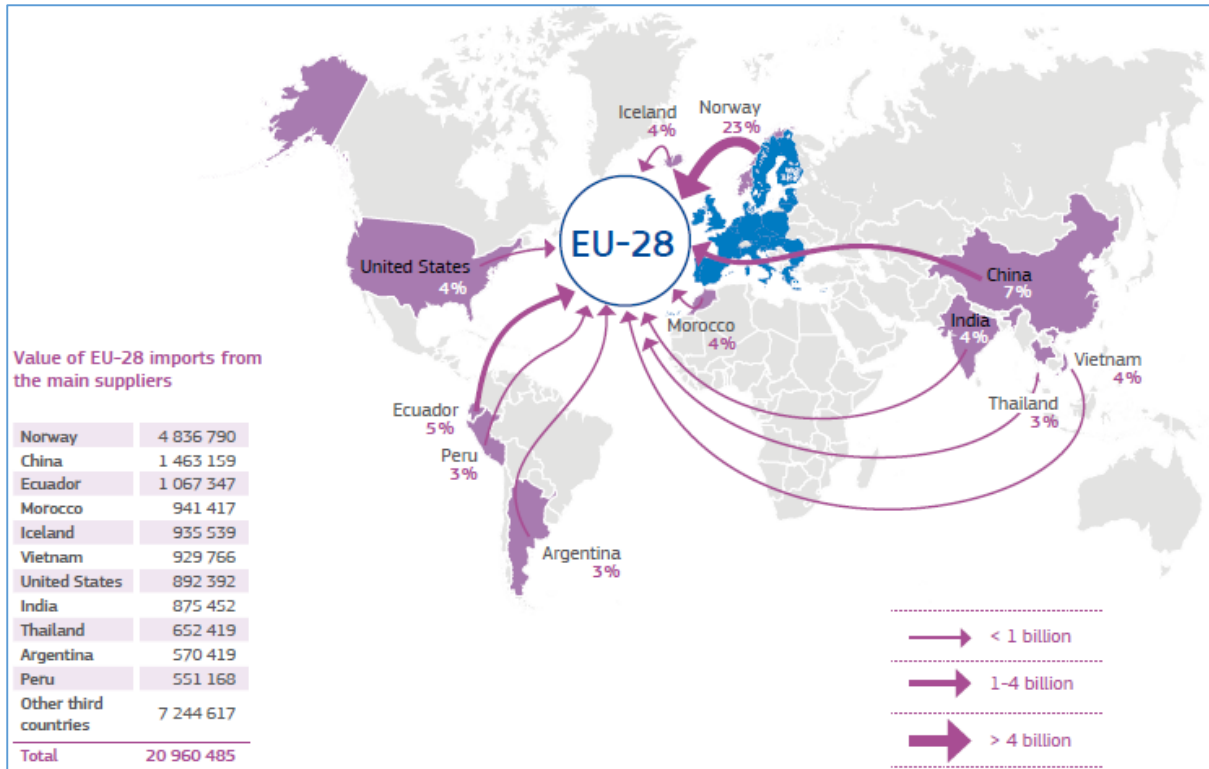 Iceland
4%
Norway
23%
EU-28
United States
4%
China
7%
India
4%
Morocco
4%
Vietnam
4%
Thailand
3%
Ecuador
5%
Peru
3%
Argentina
3%
Value of EU-28 imports from
the main suppliers
Norway 4 836 790
China 1 463 159
Ecuador 1 067 347
Morocco 941 417
Iceland 935 539
Vietnam 929 766
United States 892 392
India 875 452
Thailand 652 419
Argentina 570 419
Peru 551 168
Other third
countries 7 244 617
Total 20 960 485
< 1 billion
1-4 billion
> 4 billion